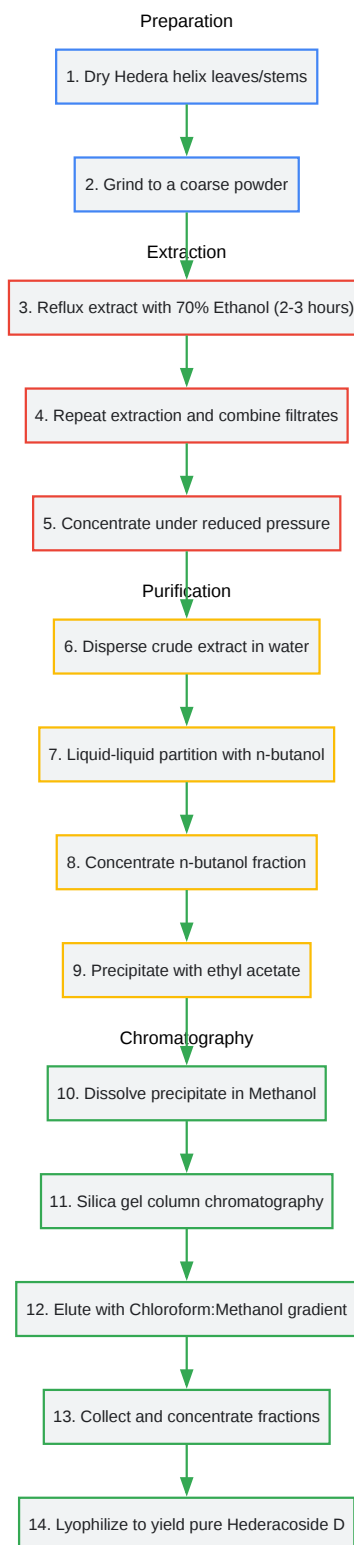 Preparation
1. Dry Hedera helix leaves/stems
2. Grind to a coarse powder
Extraction
3. Reflux extract with 70% Ethanol (2-3 hours)
4. Repeat extraction and combine filtrates
5. Concentrate under reduced pressure
Purification
6. Disperse crude extract in water
7. Liquid-liquid partition with n-butanol
8. Concentrate n-butanol fraction
9. Precipitate with ethyl acetate
Chromatography
10. Dissolve precipitate in Methanol
11. Silica gel column chromatography
12. Elute with Chloroform:Methanol gradient
13. Collect and concentrate fractions
14. Lyophilize to yield pure Hederacoside D